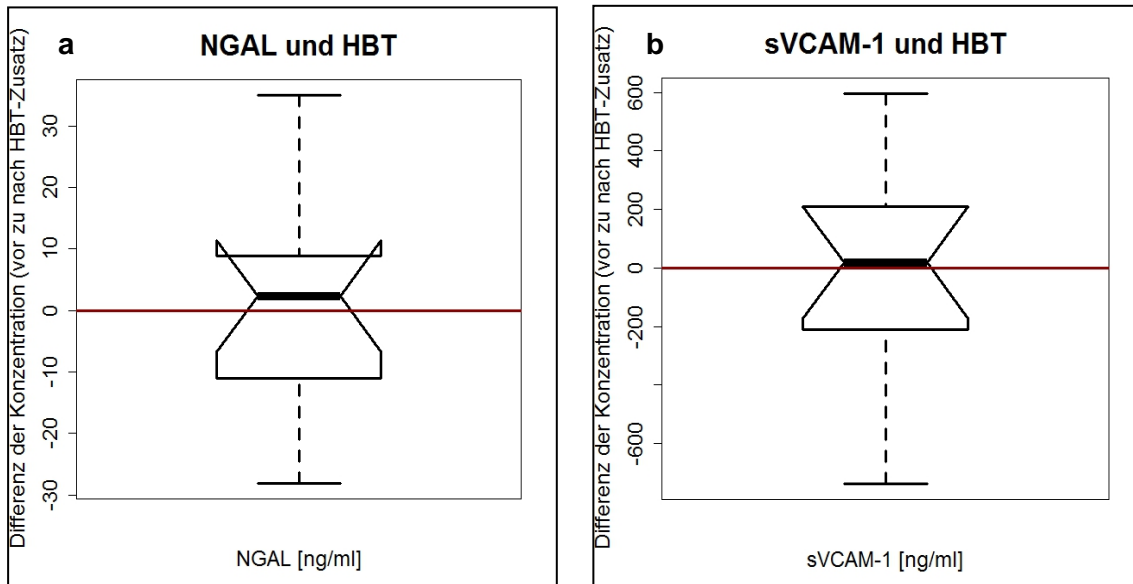 a
NGAL und HBT
Differenz der Konzentration (vor zu nach HBT-Zusatz)
30
20
10
0
-10
-20
-30
NGAL [ng/ml]
b
sVCAM-1 und HBT
Differenz der Konzentration (vor zu nach HBT-Zusatz)
600
400
200
0
-200
-600
sVCAM-1 [ng/ml]